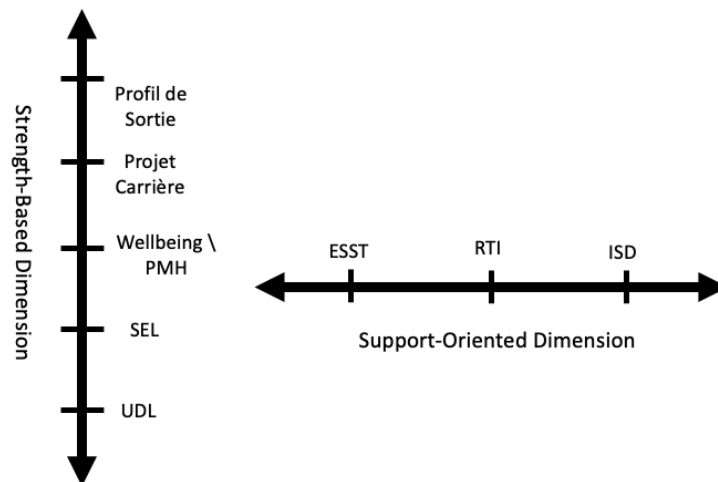 Strength-Based Dimension
Profil de
Sortie
Projet
Carrière
Wellbeing \
PMH
SEL
UDL
ESST
RTI
ISD
Support-Oriented Dimension